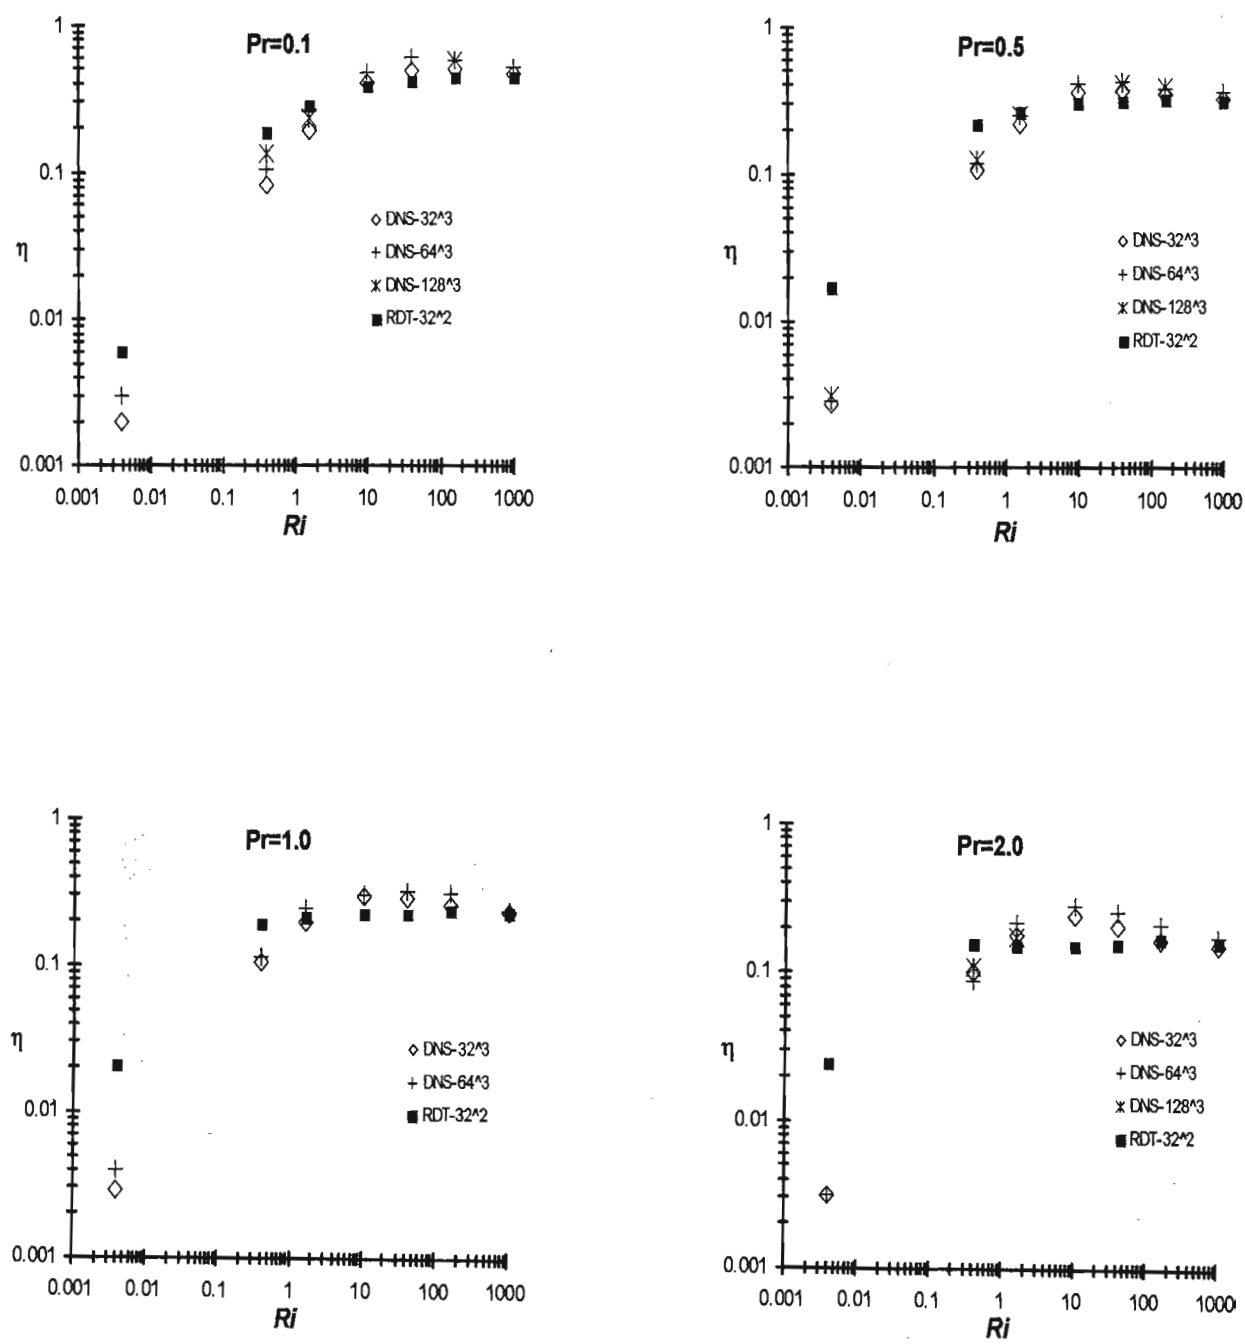 Pr=0.1
1
0.1
0.01
0.001
η
◇ DNS-32^3
+ DNS-64^3
DNS-128^3
■ RDT-32^2
0.001 0.01 0.1 1 10 100 1000
Ri
Pr=0.5
1
0.1
0.01
0.001
η
◇ DNS-32^3
+ DNS-64^3
DNS-128^3
■ RDT-32^2
0.001 0.01 0.1 1 10 100 1000
Ri
Pr=1.0
1
0.1
0.01
0.001
η
◇ DNS-32^3
+ DNS-64^3
■ RDT-32^2
0.001 0.01 0.1 1 10 100 1000
Ri
Pr=2.0
1
0.1
0.01
0.001
η
◇ DNS-32^3
+ DNS-64^3
DNS-128^3
■ RDT-32^2
0.001 0.01 0.1 1 10 100 1000
Ri